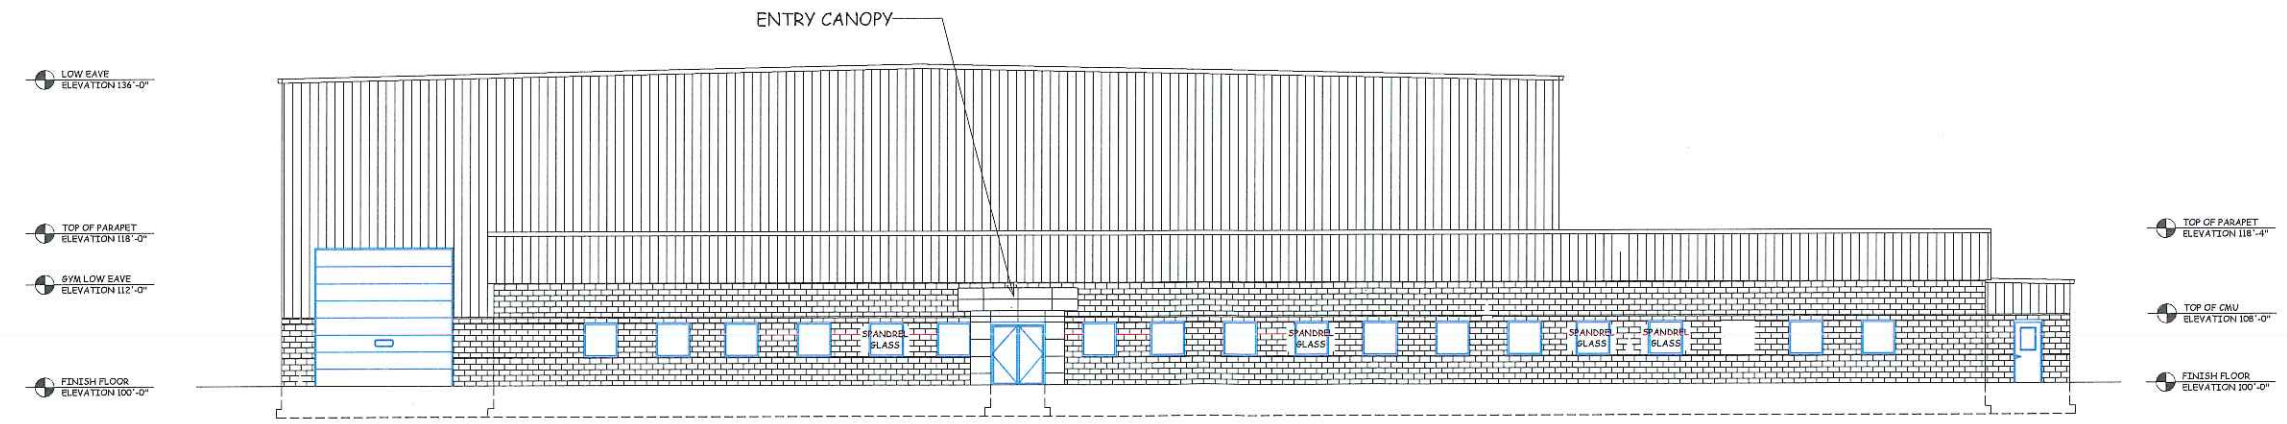 ENTRY CANOPY
LOW EAVE
ELEVATION 136'-0"
TOP OF PARAPET
ELEVATION 118'-0"
GYM LOW EAVE
ELEVATION 112'-0"
FINISH FLOOR
ELEVATION 100'-0"
SPANDREL
GLASS
SPANDREL
GLASS
SPANDREL
GLASS
SPANDREL
GLASS
TOP OF PARAPET
ELEVATION 118'-4"
TOP OF CMU
ELEVATION 108'-0"
FINISH FLOOR
ELEVATION 100'-0"